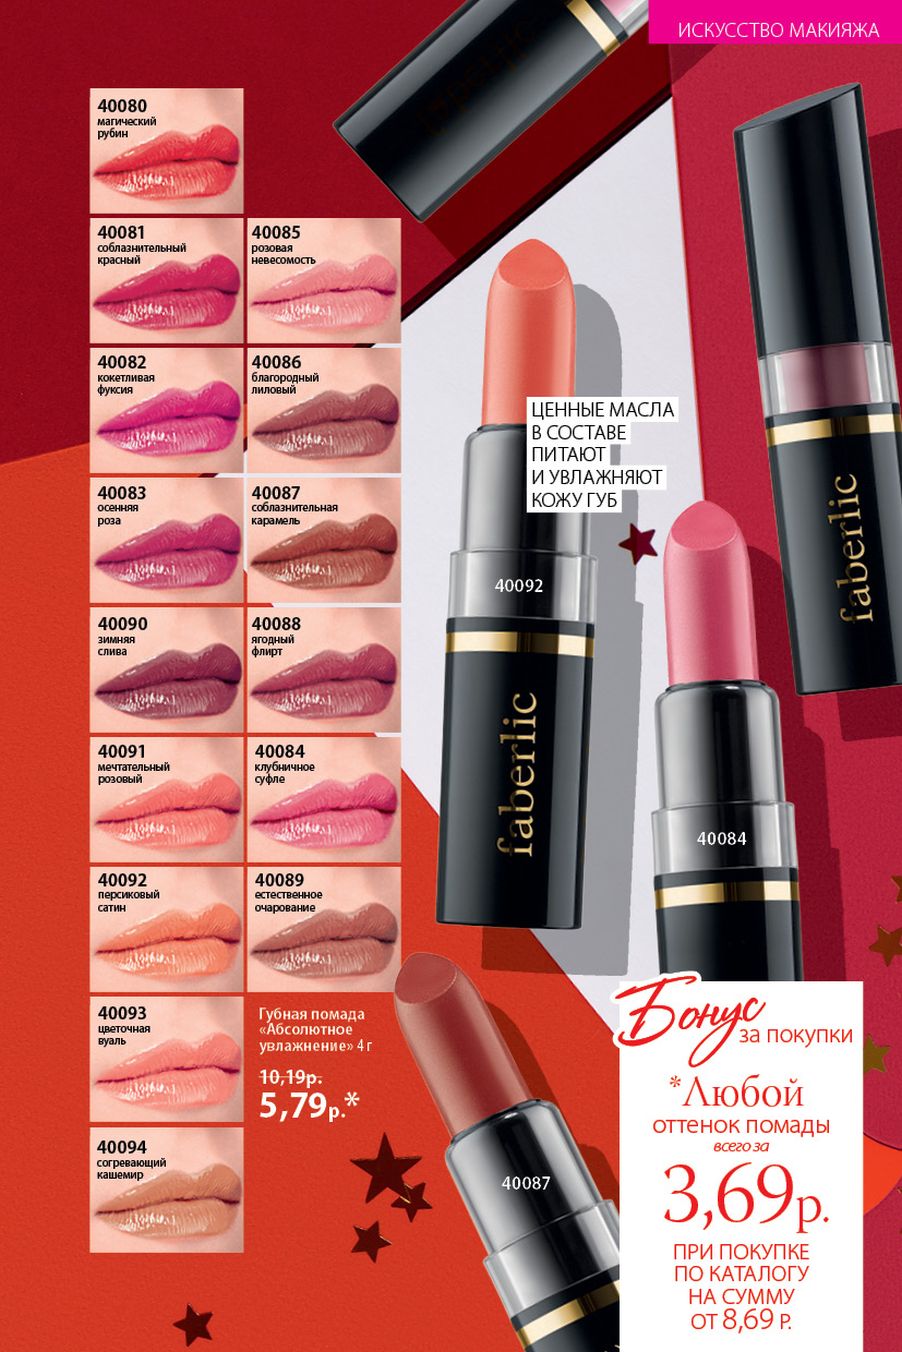 ИСКУССТВО МАКИЯЖА
40080
магический
рубин
40081
соблазнительный
красный
40085
розовая
невесомость
40082
кокетливая
фуксия
40086
благородный
лиловый
40083
осенняя
роза
40087
соблазнительная
карамель
40090
зимняя
слива
40088
ягодный
флирт
40091
мечтательный
розовый
40084
клубничное
суфле
40092
персиковый
сатин
40089
естественное
очарование
40093
цветочная
вуаль
40094
согревающий
кашемир
Губная помада
«Абсолютное
увлажнение» 4 г
10,19р.
5,79р.*
ЦЕННЫЕ МАСЛА
В СОСТАВЕ
ПИТАЮТ
И УВЛАЖНЯЮТ
КОЖУ ГУБ
40092
faberlic
faberlic
40084
40087
Бонус
ЗА ПОКУПКИ
*Любой
ОТТЕНОК ПОМАДЫ
всего за
3,69р.
ПРИ ПОКУПКЕ
ПО КАТАЛОГУ
НА СУММУ
ОТ 8,69 Р.